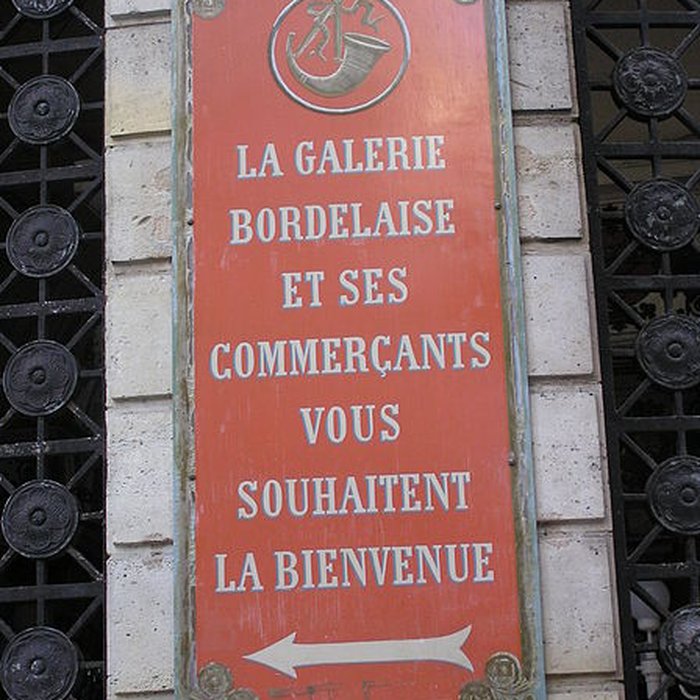 LA GALERIE
BORDELAISE
ET SES
COMMERÇANTS
VOUS
SOUHAITENT
LA BIENVENUE